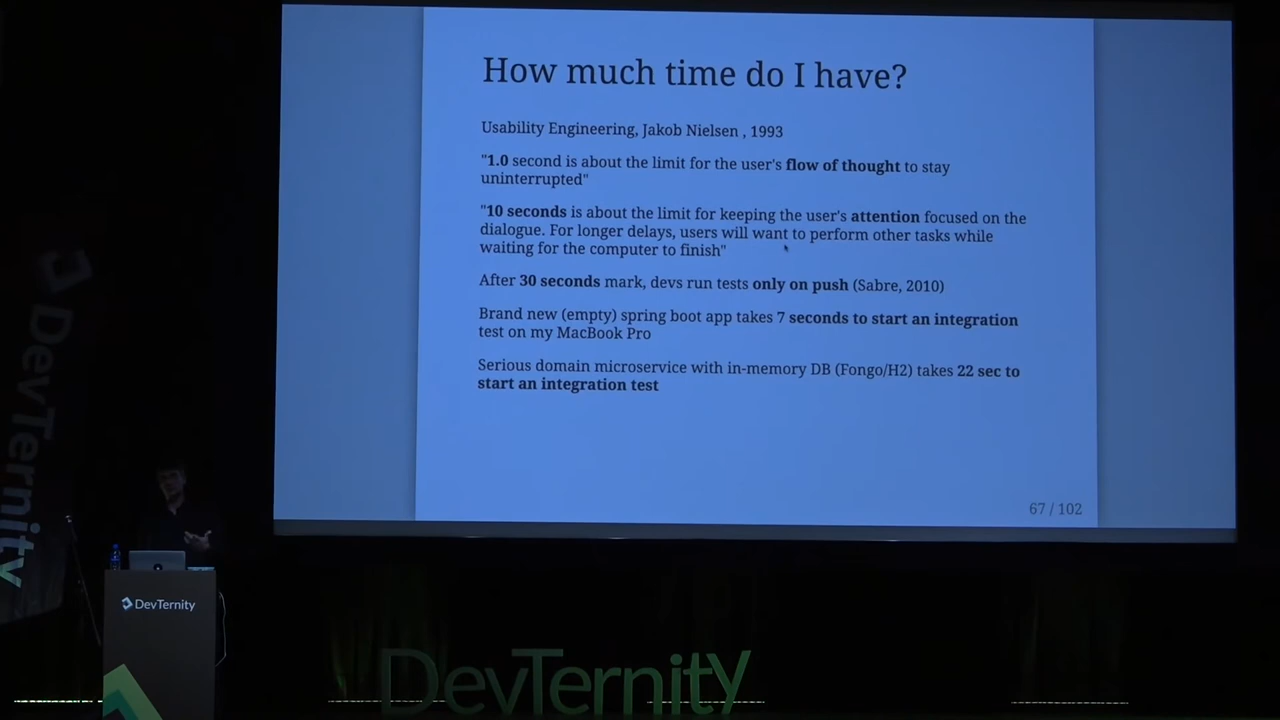 How much time do I have?
Usability Engineering, Jakob Nielsen , 1993
"1.0 second is about the limit for the user's flow of thought to stay
uninterrupted"
"10 seconds is about the limit for keeping the user's attention focused on the
dialogue. For longer delays, users will want to perform other tasks while
waiting for the computer to finish"
After 30 seconds mark, devs run tests only on push (Sabre, 2010)
Brand new (empty) spring boot app takes 7 seconds to start an integration
test on my MacBook Pro
Serious domain microservice with in-memory DB (Fongo/H2) takes 22 sec to
start an integration test
67 / 102
DevTernity
DevTernity
DevTernity